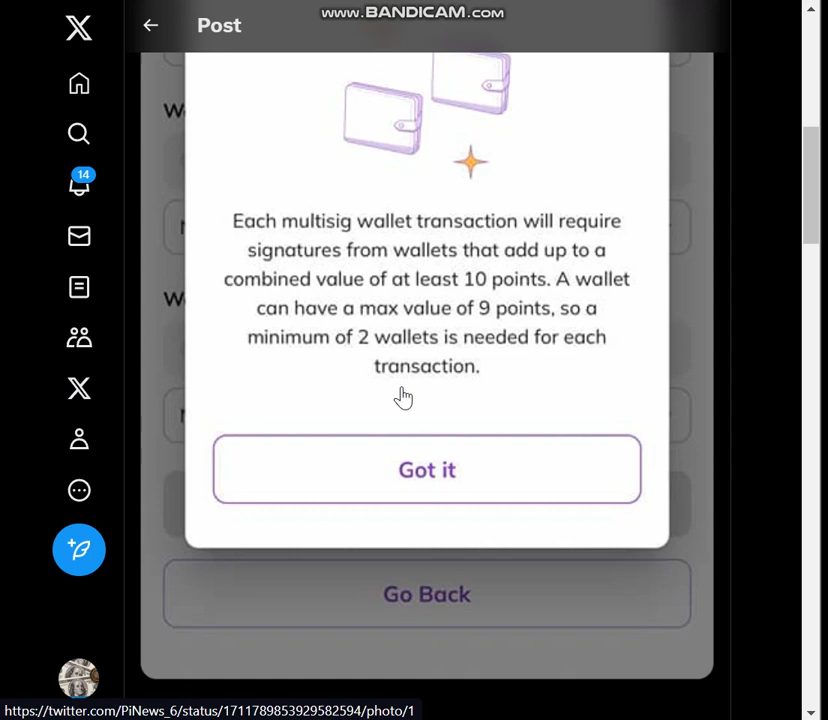 www.BANDICAM.com
Post
14
Each multisig wallet transaction will require
signatures from wallets that add up to a
combined value of at least 10 points. A wallet
can have a max value of 9 points, so a
minimum of 2 wallets is needed for each
transaction.
Got it
Go Back
https://twitter.com/PiNews_6/status/1711789853929582594/photo/1